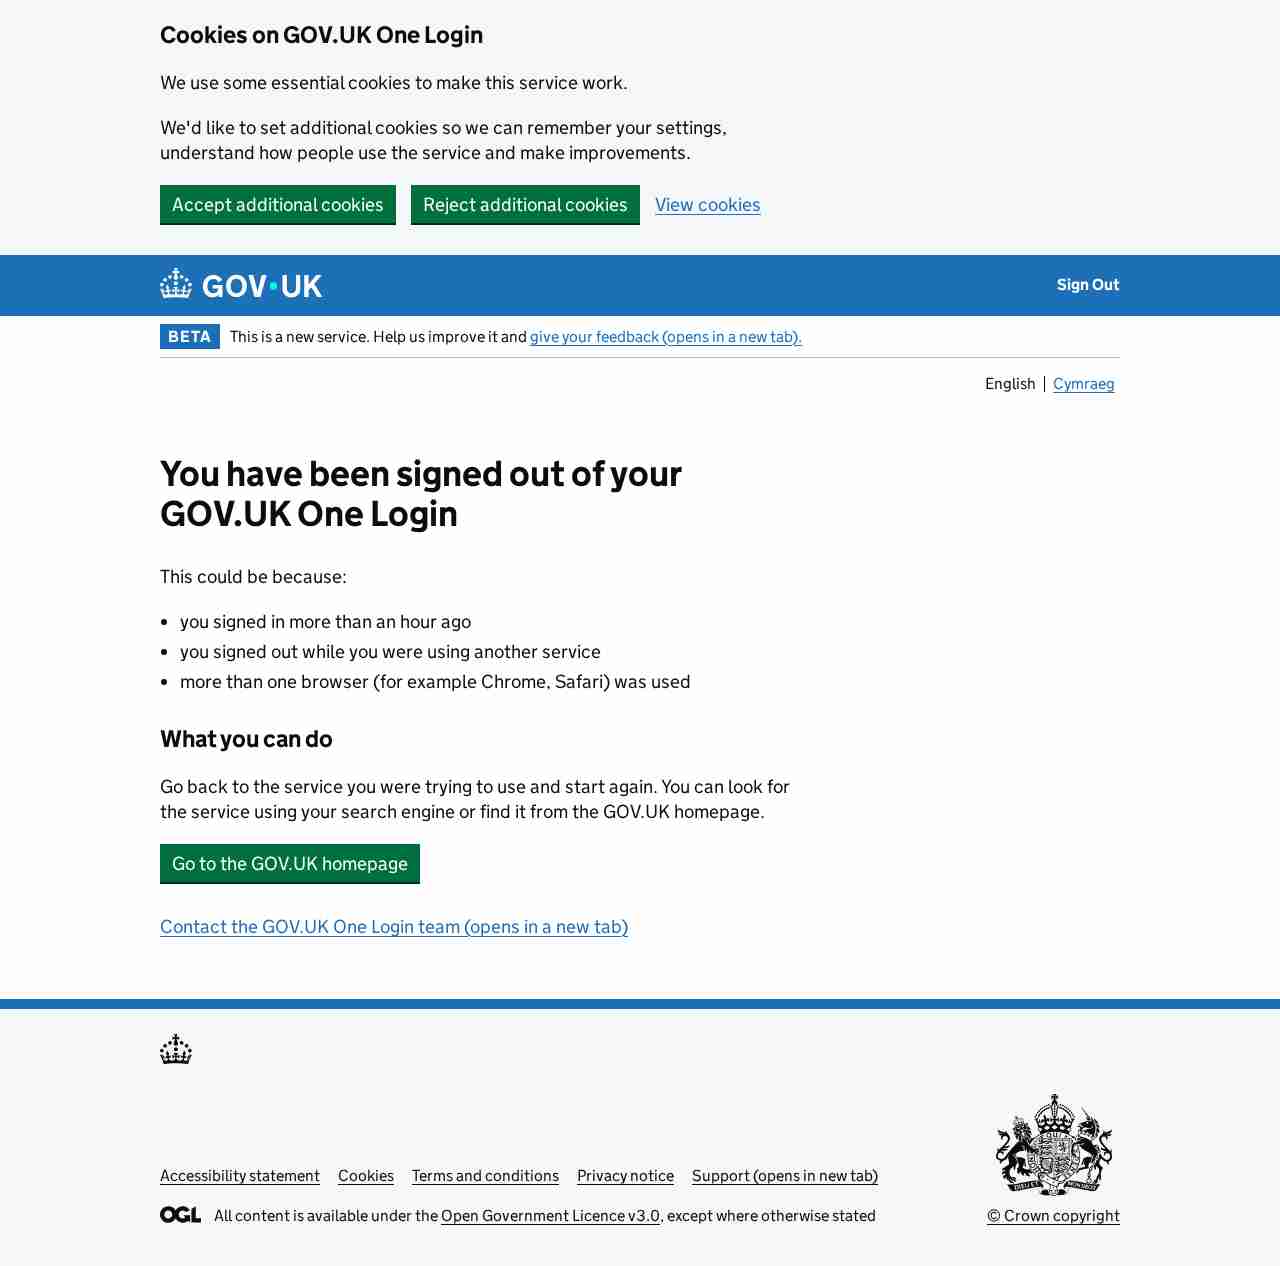 Cookies on GOV.UK One Login
We use some essential cookies to make this service work.
We'd like to set additional cookies so we can remember your settings,
understand how people use the service and make improvements.
Accept additional cookies Reject additional cookies View cookies
GOV•UK Sign Out
BETA This is a new service. Help us improve it and give your feedback (opens in a new tab).
English Cymraeg
You have been signed out of your
GOV.UK One Login
This could be because:
• you signed in more than an hour ago
• you signed out while you were using another service
• more than one browser (for example Chrome, Safari) was used
What you can do
Go back to the service you were trying to use and start again. You can look for
the service using your search engine or find it from the GOV.UK homepage.
Go to the GOV.UK homepage
Contact the GOV.UK One Login team (opens in a new tab)
Accessibility statement Cookies Terms and conditions Privacy notice Support (opens in new tab)
OGL All content is available under the Open Government Licence v3.0, except where otherwise stated
© Crown copyright